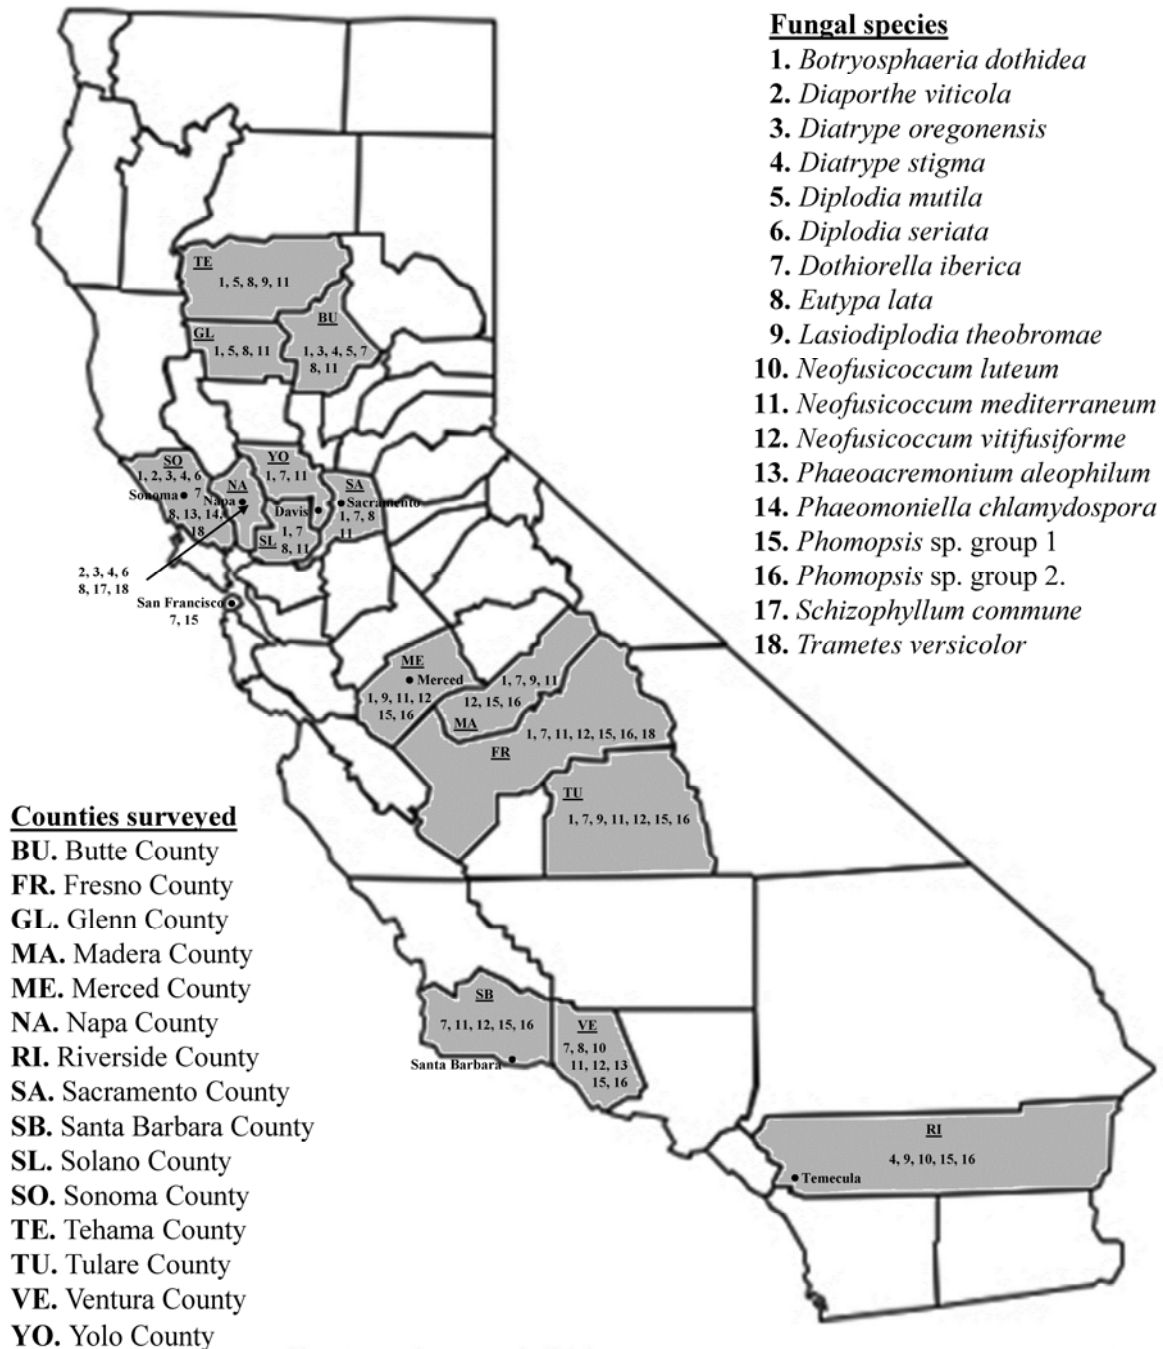 Fungal species
1. Botryosphaeria dothidea
2. Diaporthe viticola
3. Diatrype oregonensis
4. Diatrype stigma
5. Diplodia mutila
6. Diplodia seriata
7. Dothiorella iberica
8. Eutypa lata
9. Lasiodiplodia theobromae
10. Neofusicoccum luteum
11. Neofusicoccum mediterraneum
12. Neofusicoccum vitifusiforme
13. Phaeoacremonium aleophilum
14. Phaeomoniella chlamydospora
15. Phomopsis sp. group 1
16. Phomopsis sp. group 2.
17. Schizophyllum commune
18. Trametes versicolor
TE
1, 5, 8, 9, 11
BU
1, 3, 4, 5, 7
8, 11
GL
1, 5, 8, 11
SO
1, 2, 3, 4, 6
7
Sonoma
8, 13, 14,
18
NA
Napa
2, 3, 4, 6
8, 17, 18
YO
1, 7, 11
Davis
1, 7
SL 8, 11
SA
Sacramento
1, 7, 8
11
San Francisco
7, 15
ME
Merced
1, 9, 11, 12
15, 16
1, 7, 9, 11
12, 15, 16
MA
1, 7, 11, 12, 15, 16, 18
FR
TU
1, 7, 9, 11, 12, 15, 16
SB
7, 11, 12, 15, 16
Santa Barbara
VE
7, 8, 10
11, 12, 13
15, 16
RI
4, 9, 10, 15, 16
Temecula
Counties surveyed
BU. Butte County
FR. Fresno County
GL. Glenn County
MA. Madera County
ME. Merced County
NA. Napa County
RI. Riverside County
SA. Sacramento County
SB. Santa Barbara County
SL. Solano County
SO. Sonoma County
TE. Tehama County
TU. Tulare County
VE. Ventura County
YO. Yolo County